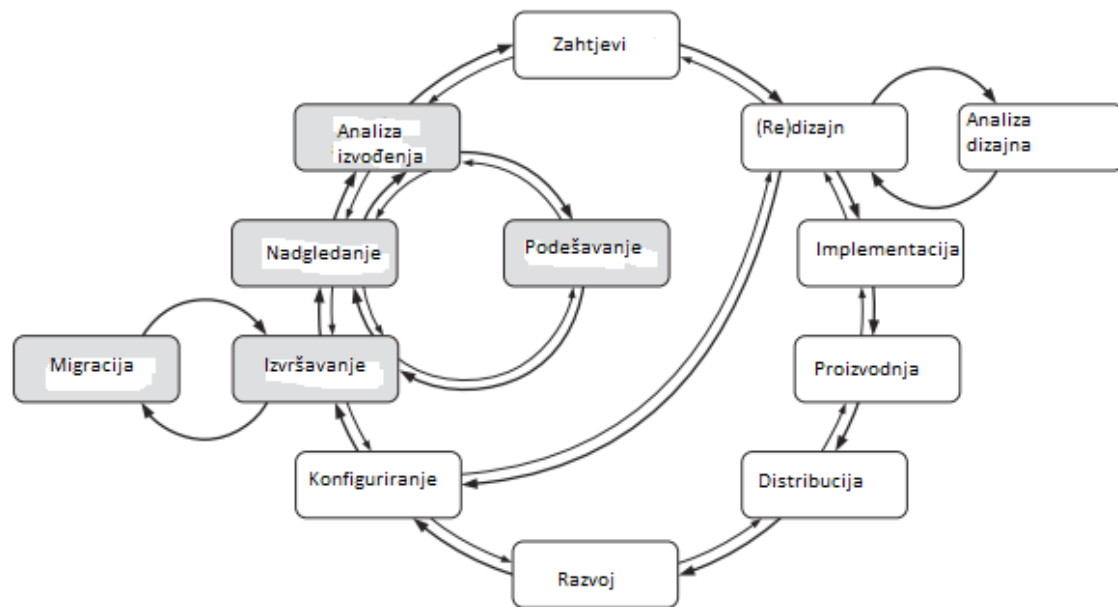 Zahtjevi
Analiza
izvođenja
(Re)dizajn
Analiza
dizajna
Nadgledanje
Podešavanje
Implementacija
Migracija
Izvršavanje
Proizvodnja
Konfiguriranje
Distribucija
Razvoj